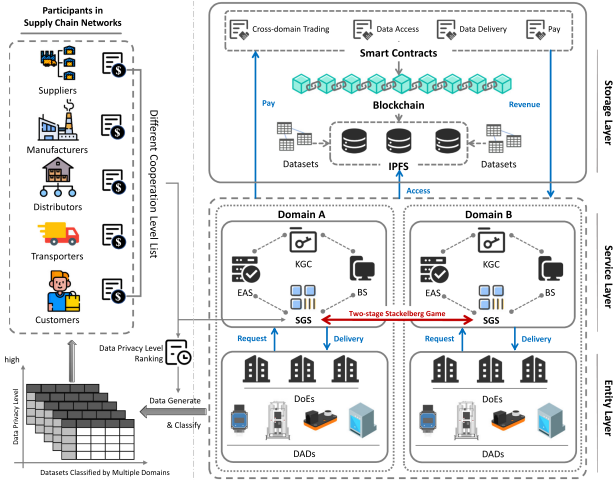 Participants in
Supply Chain Networks
Suppliers
Manufacturers
Distributors
Transporters
Customers
Different Cooperation Level List
Data Privacy Level
Ranking
Data Generate
& Classify
high
Data Privacy Level
Datasets Classified by Multiple Domains
Cross-domain Trading
Data Access
Data Delivery
Pay
Smart Contracts
Blockchain
Pay
Revenue
Datasets
IPFS
Datasets
Access
Storage Layer
Domain A
KGC
EAS
BS
SGS
Domain B
KGC
EAS
BS
SGS
Two-stage Stackelberg Game
Service Layer
Request
Delivery
Request
Delivery
DoEs
DADs
DoEs
DADs
Entity Layer